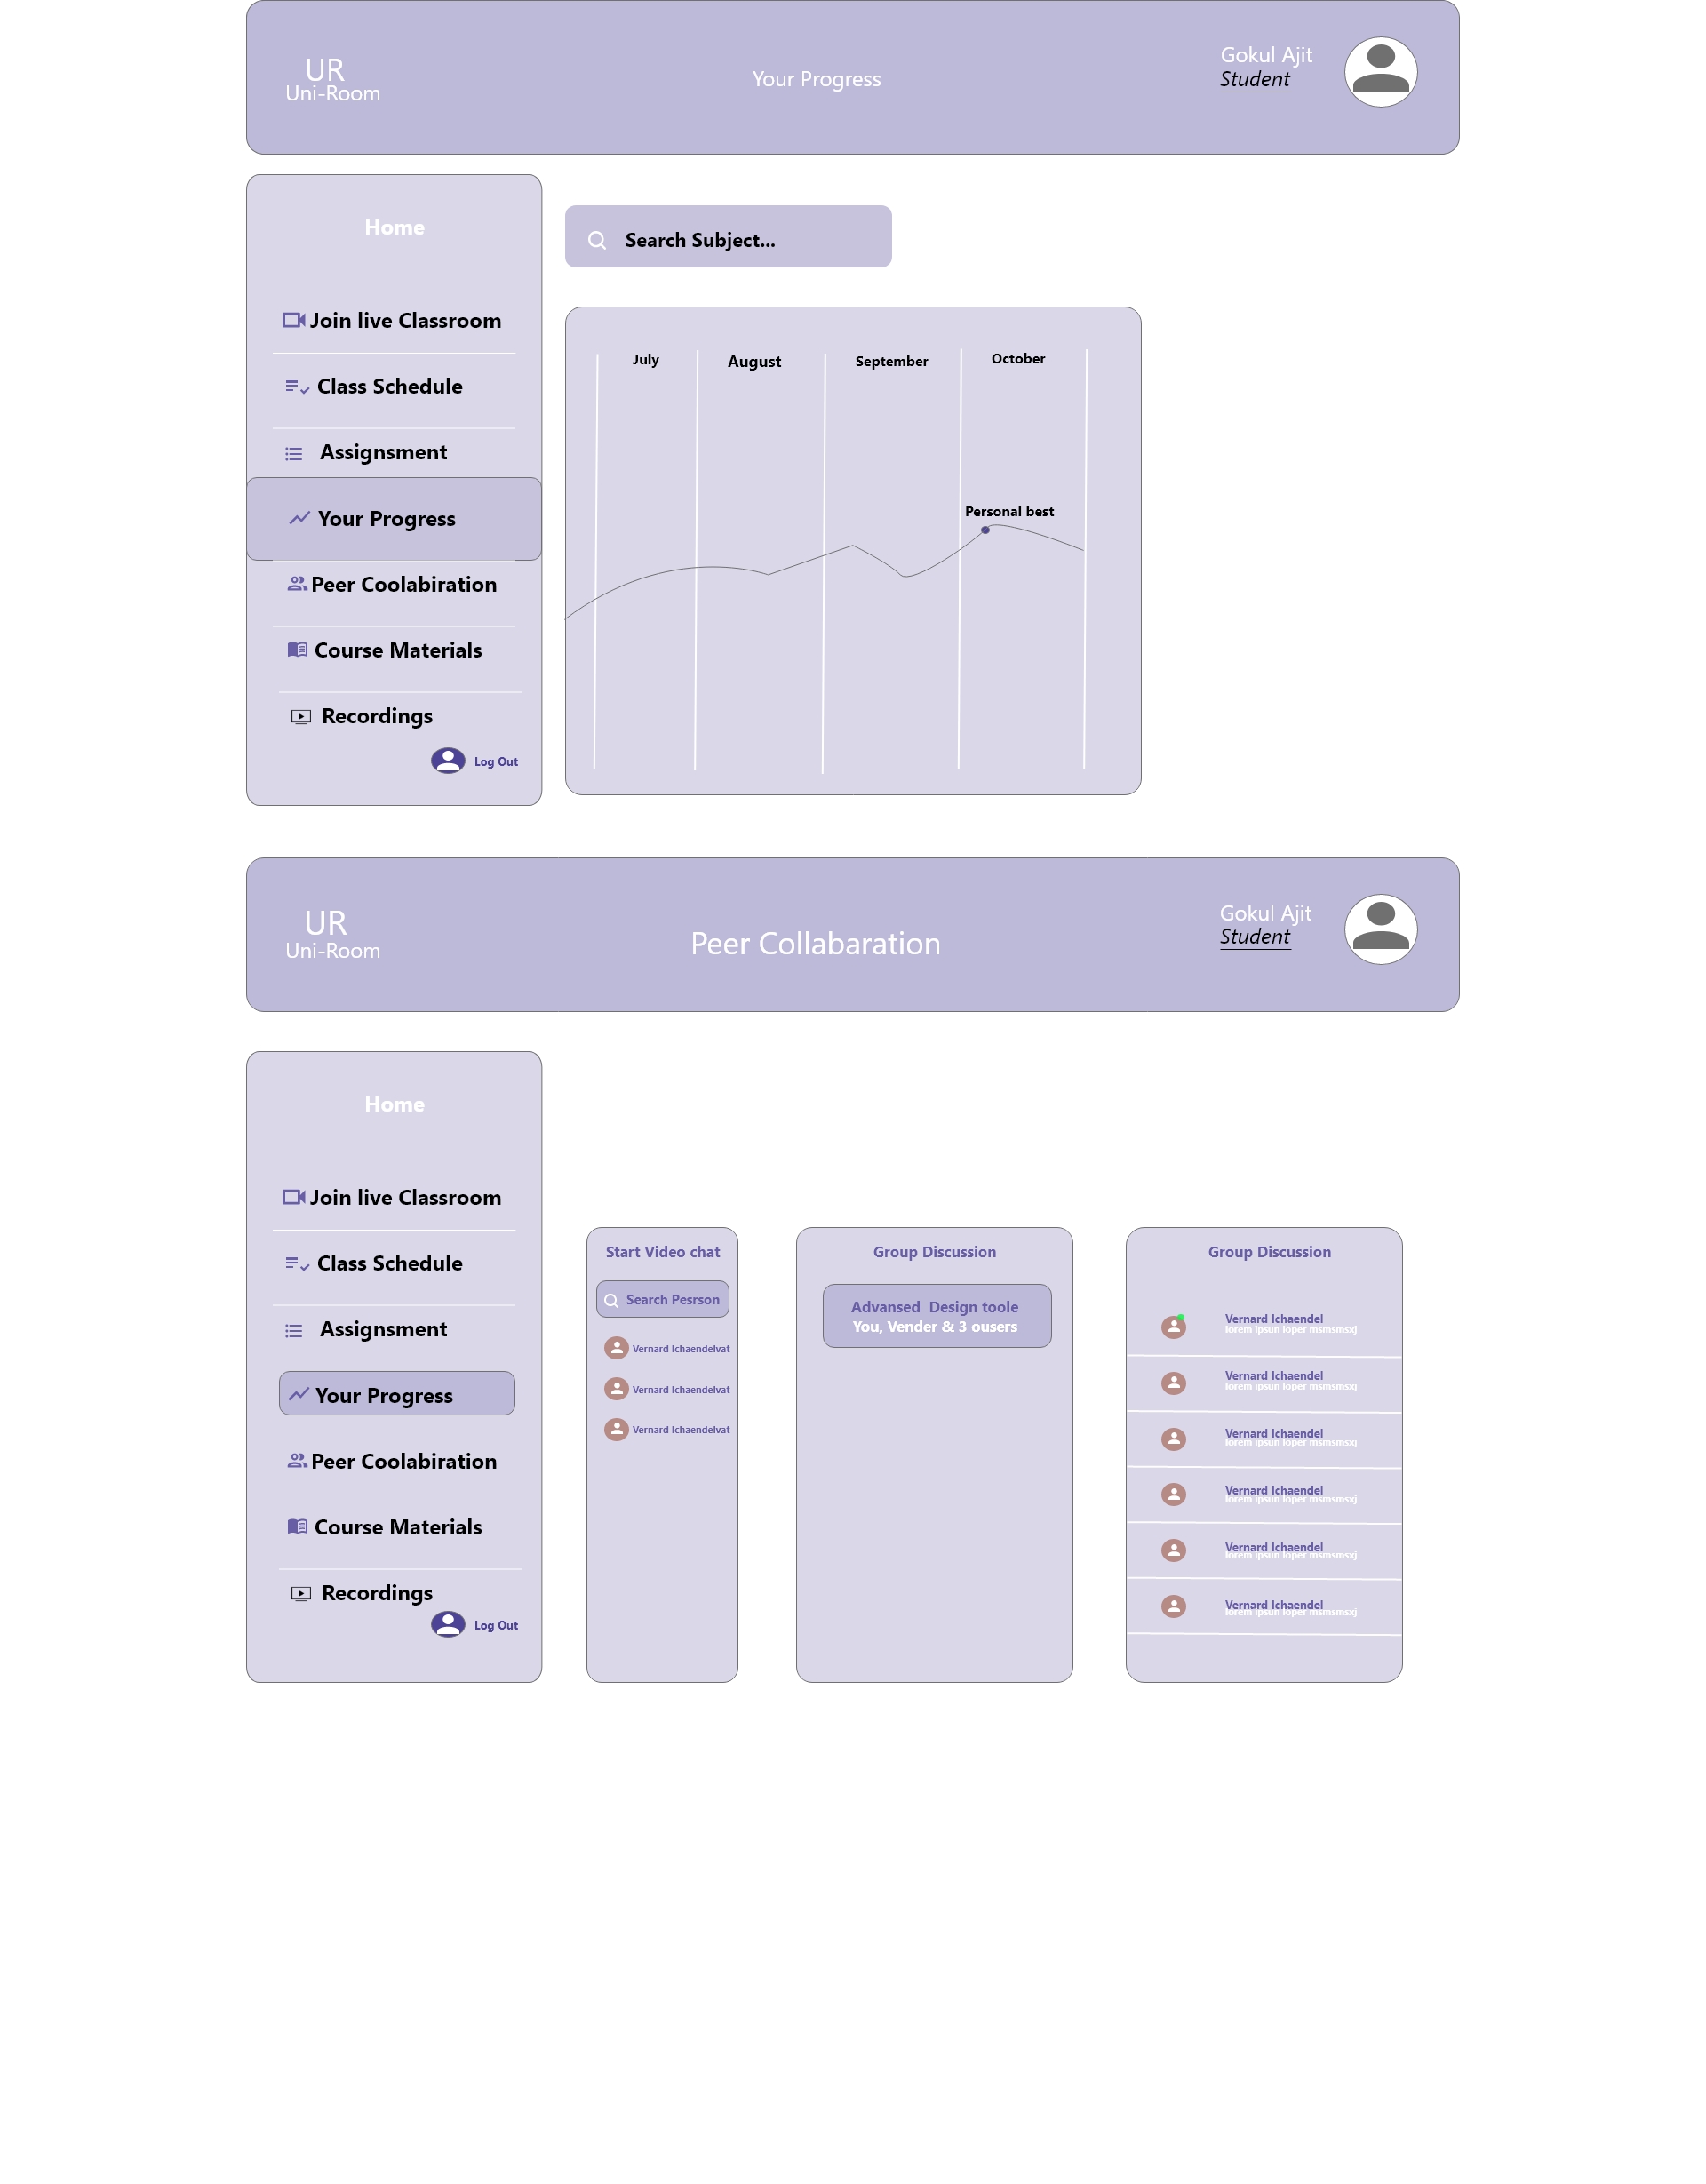 UR
Uni-Room
Your Progress
Gokul Ajit
Student
Home
Join live Classroom
Class Schedule
Assignsment
Your Progress
Peer Coolabiration
Course Materials
Recordings
Log Out
Search Subject...
July
August
September
October
Personal best
UR
Uni-Room
Peer Collabaration
Gokul Ajit
Student
Home
Join live Classroom
Class Schedule
Assignsment
Your Progress
Peer Coolabiration
Course Materials
Recordings
Log Out
Start Video chat
Search Pesrson
Vernard Ichaendelvat
Vernard Ichaendelvat
Vernard Ichaendelvat
Group Discussion
Advansed Design toole
You, Vender & 3 ousers
Group Discussion
Vernard Ichaendel
lorem ipsun loper msmsmsxj
Vernard Ichaendel
lorem ipsun loper msmsmsxj
Vernard Ichaendel
lorem ipsun loper msmsmsxj
Vernard Ichaendel
lorem ipsun loper msmsmsxj
Vernard Ichaendel
lorem ipsun loper msmsmsxj
Vernard Ichaendel
lorem ipsun loper msmsmsxj